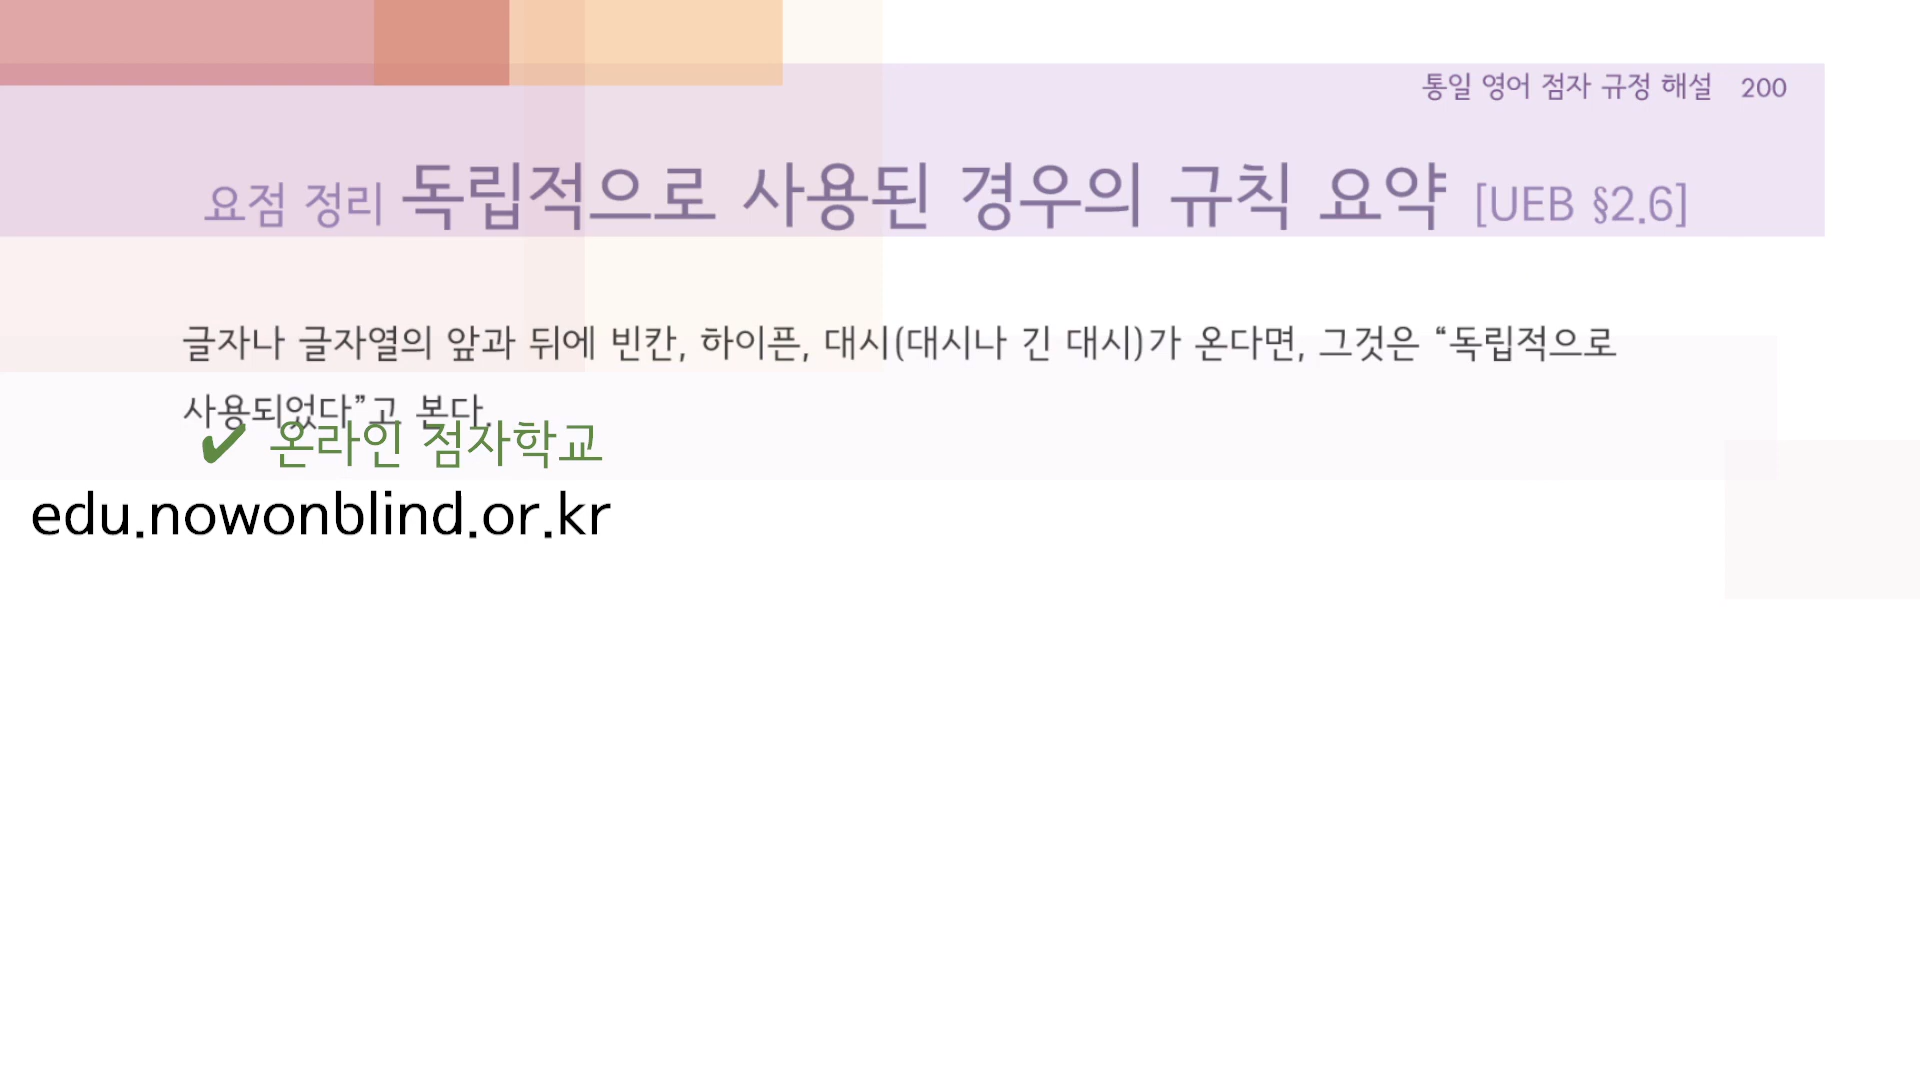 통일 영어 점자 규정 해설 200
요점 정리 독립적으로 사용된 경우의 규칙 요약 [UEB §2.6]
글자나 글자열의 앞과 뒤에 빈칸, 하이픈, 대시(대시나 긴 대시)가 온다면, 그것은 “독립적으로
사용되었다”고 본다.
✔ 온라인 점자학교
edu.nowonblind.or.kr